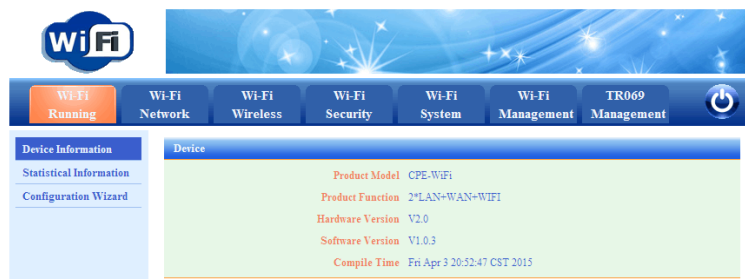 WiFi
Wi-Fi Running
Wi-Fi Network
Wi-Fi Wireless
Wi-Fi Security
Wi-Fi System
Wi-Fi Management
TR069 Management
Device Information
Statistical Information
Configuration Wizard
Device
Product Model CPE-WiFi
Product Function 2*LAN+WAN+WIFI
Hardware Version V2.0
Software Version V1.0.3
Compile Time Fri Apr 3 20:52:47 CST 2015